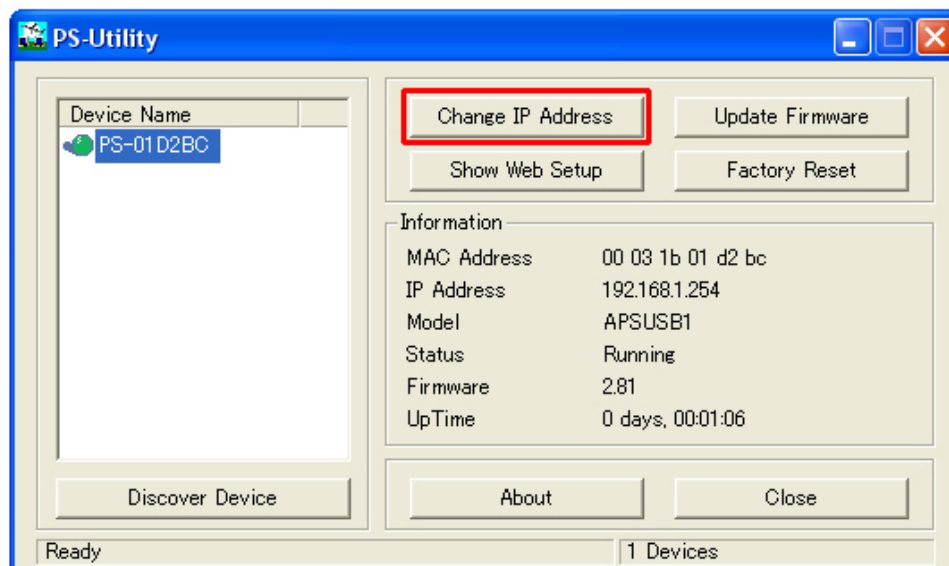 PS-Utility
Device Name
PS-01D2BC
Discover Device
Change IP Address
Update Firmware
Show Web Setup
Factory Reset
Information
MAC Address 00 03 1b 01 d2 bc
IP Address 192.168.1.254
Model APSUSB1
Status Running
Firmware 2.81
UpTime 0 days, 00:01:06
About
Close
Ready
1 Devices